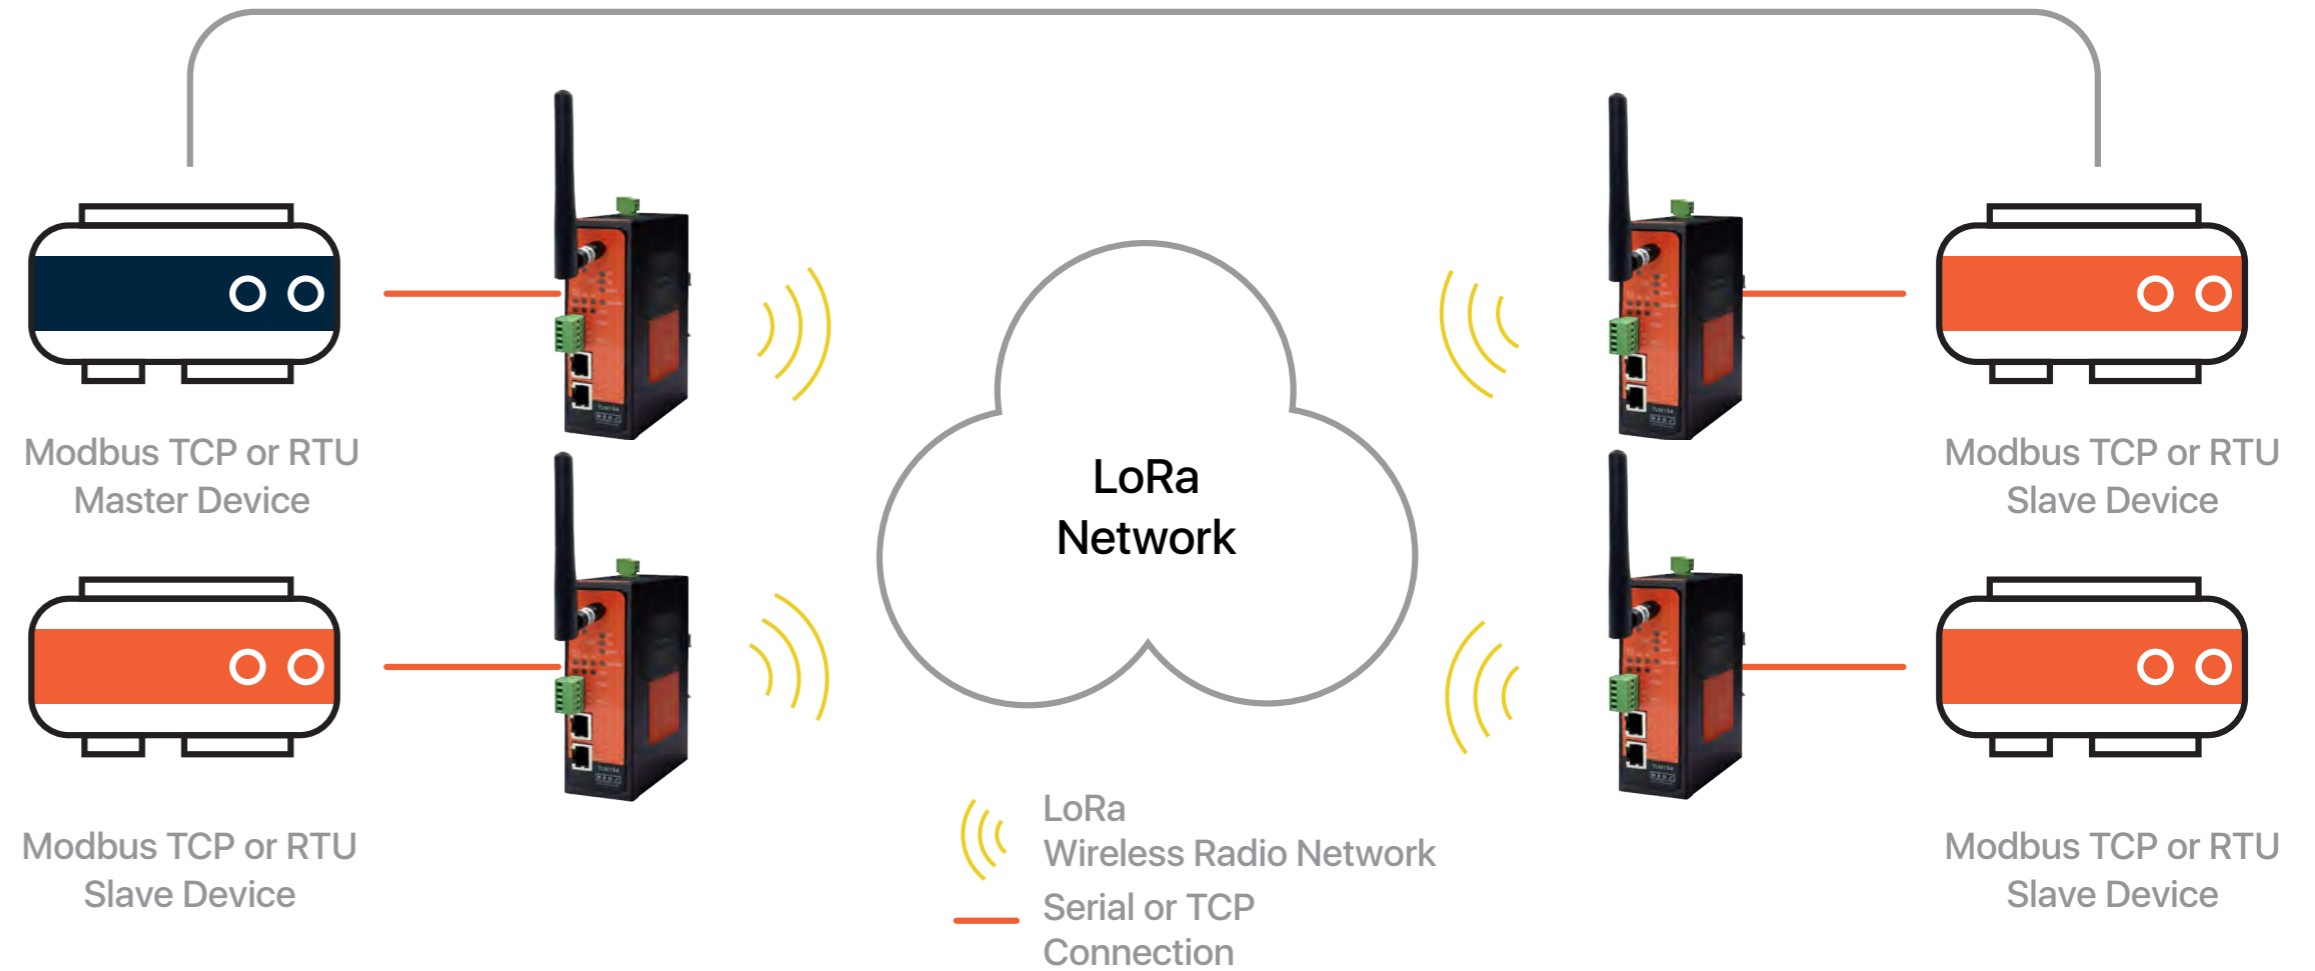 Modbus TCP or RTU
Master Device
Modbus TCP or RTU
Slave Device
LoRa
Network
Modbus TCP or RTU
Slave Device
Modbus TCP or RTU
Slave Device
LoRa
Wireless Radio Network
Serial or TCP
Connection